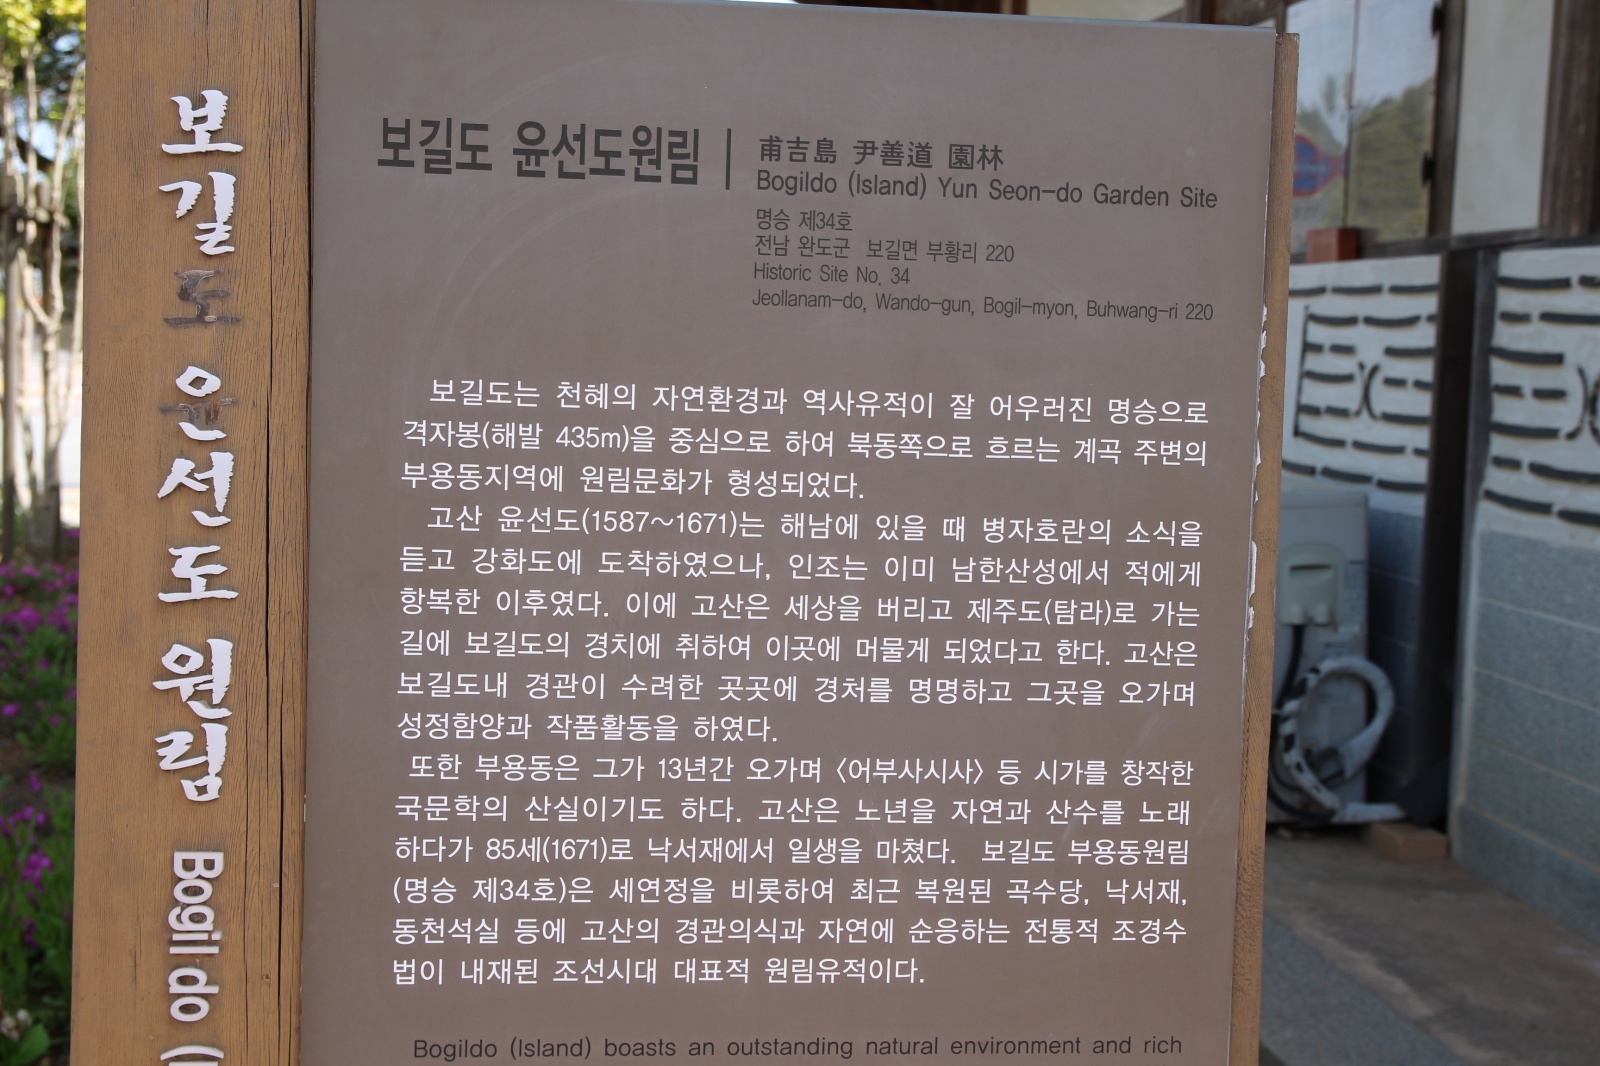 보길도 윤선도 원림 Bogildo (I
보길도 윤선도원림
甫吉島 尹善道 園林
Bogildo (Island) Yun Seon-do Garden Site
명승 제34호
전남 완도군 보길면 부황리 220
Historic Site No. 34
Jeollanam-do, Wando-gun, Bogil-myon, Buhwang-ri 220
보길도는 천혜의 자연환경과 역사유적이 잘 어우러진 명승으로
격자봉(해발 435m)을 중심으로 하여 북동쪽으로 흐르는 계곡 주변의
부용동지역에 원림문화가 형성되었다.
고산 윤선도(1587~1671)는 해남에 있을 때 병자호란의 소식을
듣고 강화도에 도착하였으나, 인조는 이미 남한산성에서 적에게
항복한 이후였다. 이에 고산은 세상을 버리고 제주도(탐라)로 가는
길에 보길도의 경치에 취하여 이곳에 머물게 되었다고 한다. 고산은
보길도내 경관이 수려한 곳곳에 경처를 명명하고 그곳을 오가며
성정함양과 작품활동을 하였다.
또한 부용동은 그가 13년간 오가며 <어부사시사> 등 시가를 창작한
국문학의 산실이기도 하다. 고산은 노년을 자연과 산수를 노래
하다가 85세(1671)로 낙서재에서 일생을 마쳤다. 보길도 부용동원림
(명승 제34호)은 세연정을 비롯하여 최근 복원된 곡수당, 낙서재,
동천석실 등에 고산의 경관의식과 자연에 순응하는 전통적 조경수
법이 내재된 조선시대 대표적 원림유적이다.
Bogildo (Island) boasts an outstanding natural environment and rich